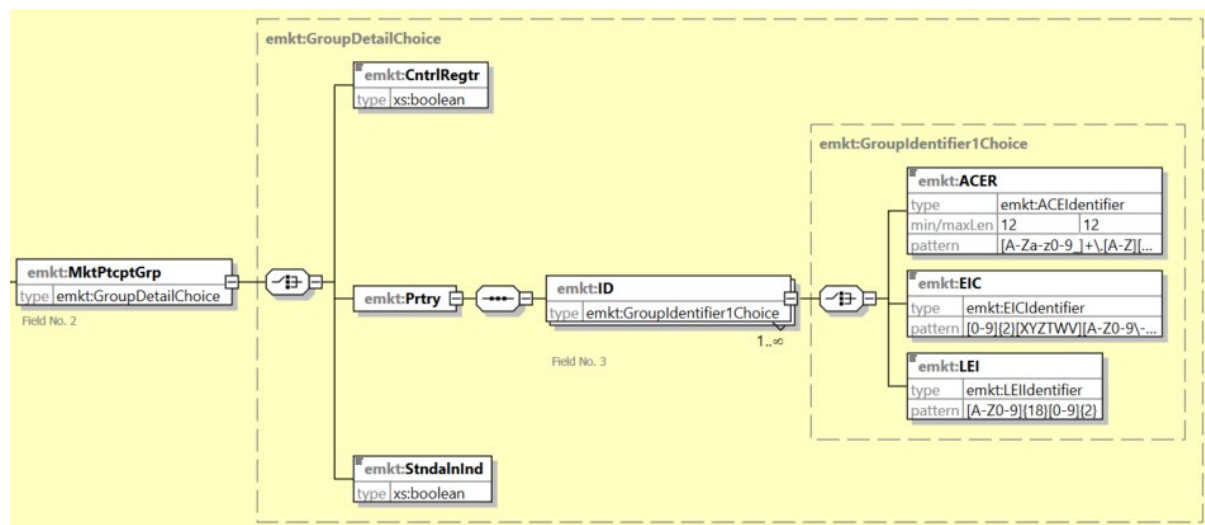 emkt:GroupDetailChoice
emkt:CntrlRegtr
type xs:boolean
emkt:GroupIdentifier1Choice
emkt:ACER
type emkt:ACEIdentifier
min/maxLen 12 12
pattern [A-Za-z0-9_]+\.[A-Z][...
emkt:MktPtcptGrp
type emkt:GroupDetailChoice
Field No. 2
emkt:Prtry
emkt:ID
type emkt:GroupIdentifier1Choice
1..∞
Field No. 3
emkt:EIC
type emkt:EICIdentifier
pattern [0-9]{2}[XYZTWV][A-Z0-9\-...
emkt:LEI
type emkt:LEIIdentifier
pattern [A-Z0-9]{18}[0-9]{2}
emkt:StndalnInd
type xs:boolean